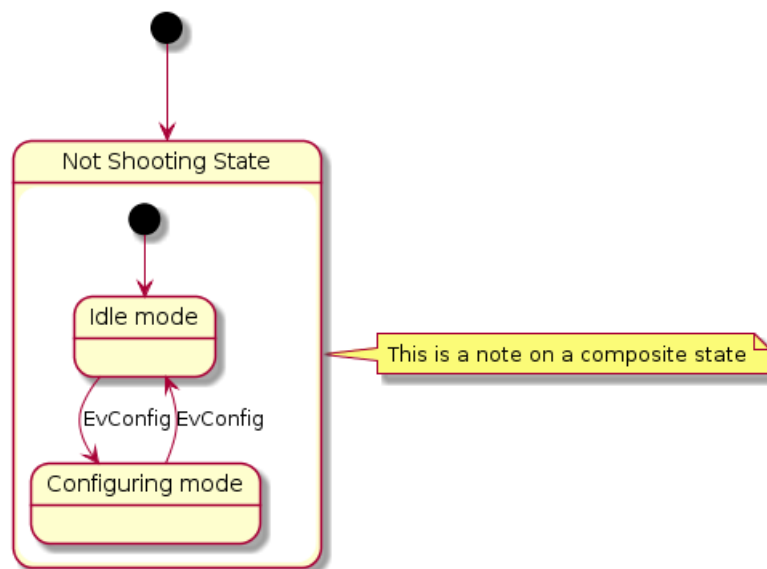 Not Shooting State
Idle mode
This is a note on a composite state
EvConfig EvConfig
Configuring mode